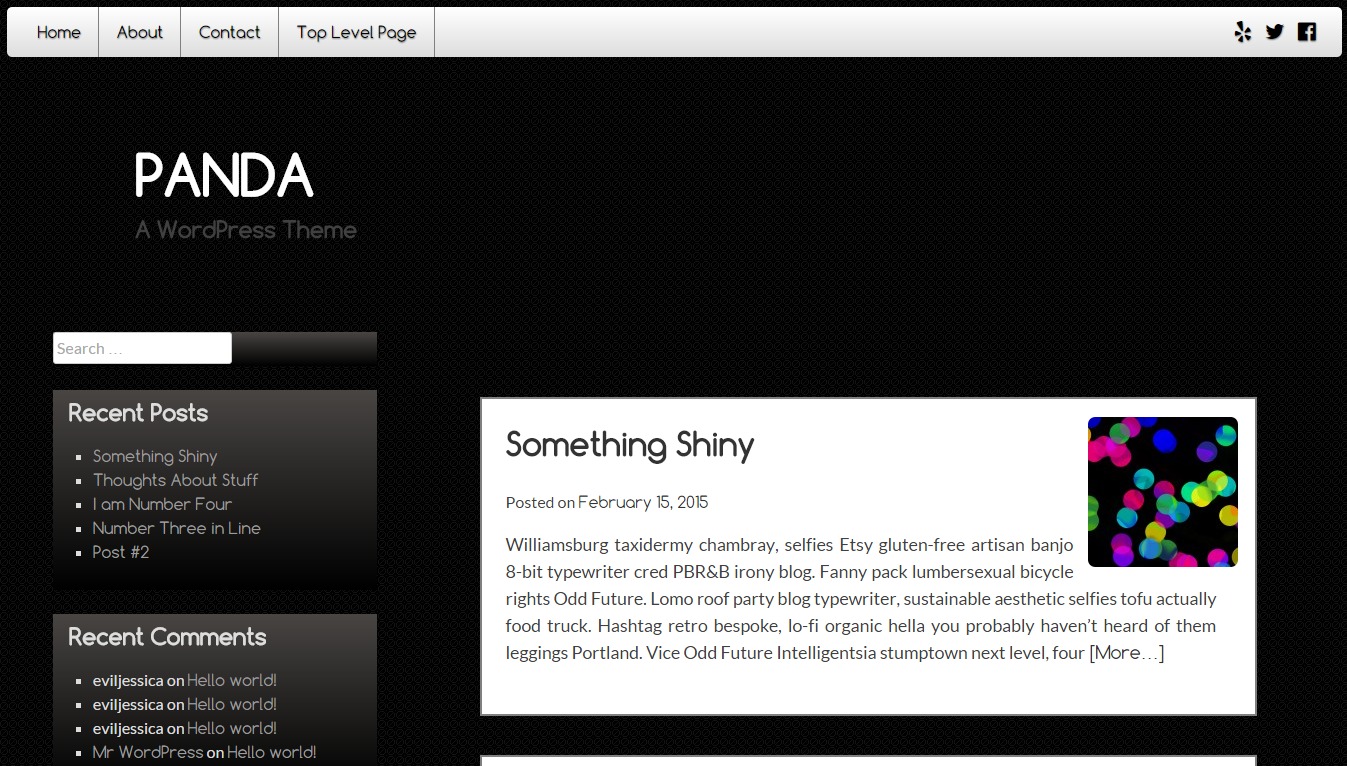 Home
About
Contact
Top Level Page
PANDA
A WordPress Theme
Search …
Recent Posts
Something Shiny
Thoughts About Stuff
I am Number Four
Number Three in Line
Post #2
Recent Comments
eviljessica on Hello world!
eviljessica on Hello world!
eviljessica on Hello world!
Mr WordPress on Hello world!
Something Shiny
Posted on February 15, 2015
Williamsburg taxidermy chambray, selfies Etsy gluten-free artisan banjo
8-bit typewriter cred PBR&B irony blog. Fanny pack lumbersexual bicycle
rights Odd Future. Lomo roof party blog typewriter, sustainable aesthetic selfies tofu actually
food truck. Hashtag retro bespoke, lo-fi organic hella you probably haven’t heard of them
leggings Portland. Vice Odd Future Intelligentsia stumptown next level, four [More…]